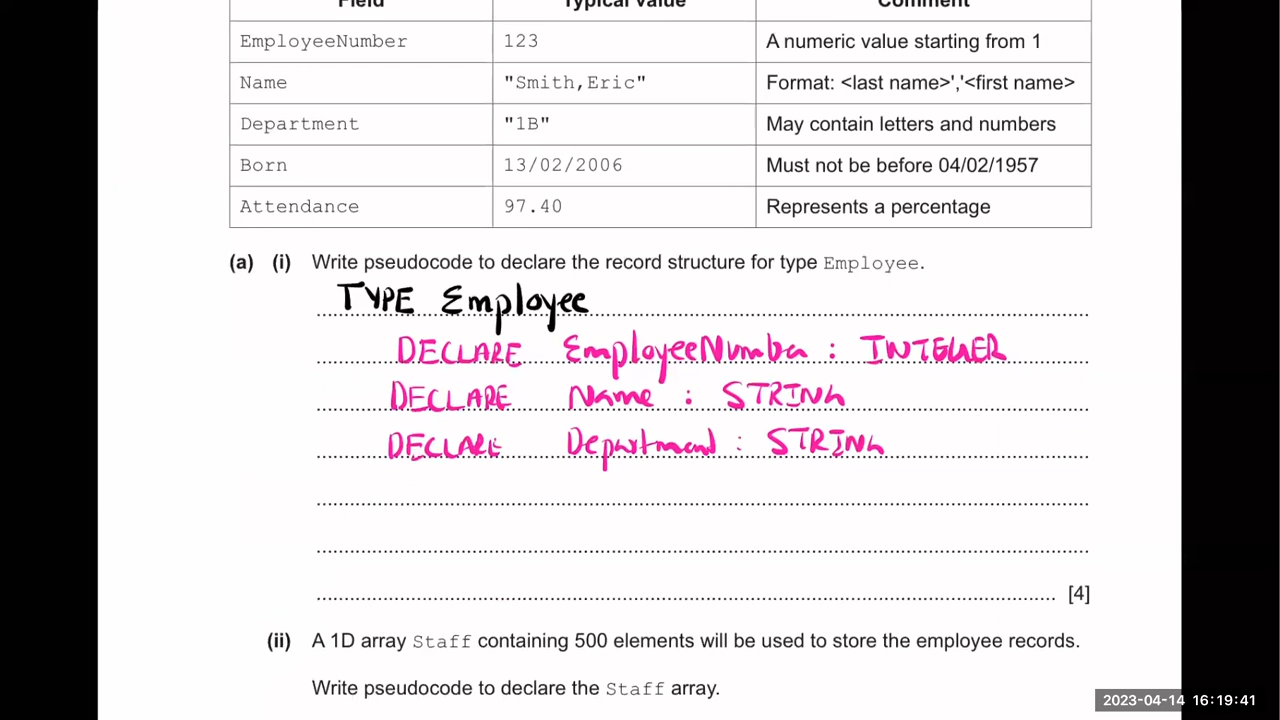 Field Typical value Comment
EmployeeNumber 123 A numeric value starting from 1
Name "Smith,Eric" Format: <last name>','<first name>
Department "1B" May contain letters and numbers
Born 13/02/2006 Must not be before 04/02/1957
Attendance 97.40 Represents a percentage
(a) (i) Write pseudocode to declare the record structure for type Employee.
TYPE Employee
DECLARE EmployeeNumber : INTEGER
DECLARE Name : STRING
DECLARE Department : STRING
[4]
(ii) A 1D array Staff containing 500 elements will be used to store the employee records.
Write pseudocode to declare the Staff array.
2023-04-14 16:19:41